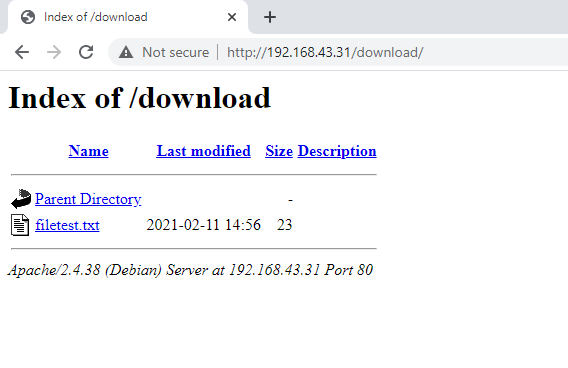 Index of /download
Not secure http://192.168.43.31/download/
Index of /download
Name Last modified Size Description
Parent Directory -
filetest.txt 2021-02-11 14:56 23
Apache/2.4.38 (Debian) Server at 192.168.43.31 Port 80